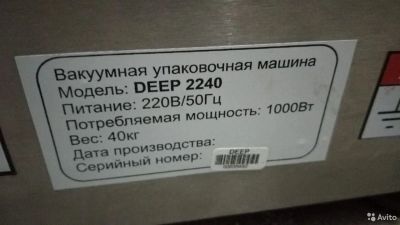 Вакуумная упаковочная машина
Модель: DEEP 2240
Питание: 220В/50Гц
Потребляемая мощность: 1000Вт
Вес: 40кг
Дата производства:
Серийный номер:
DEEP
Avito